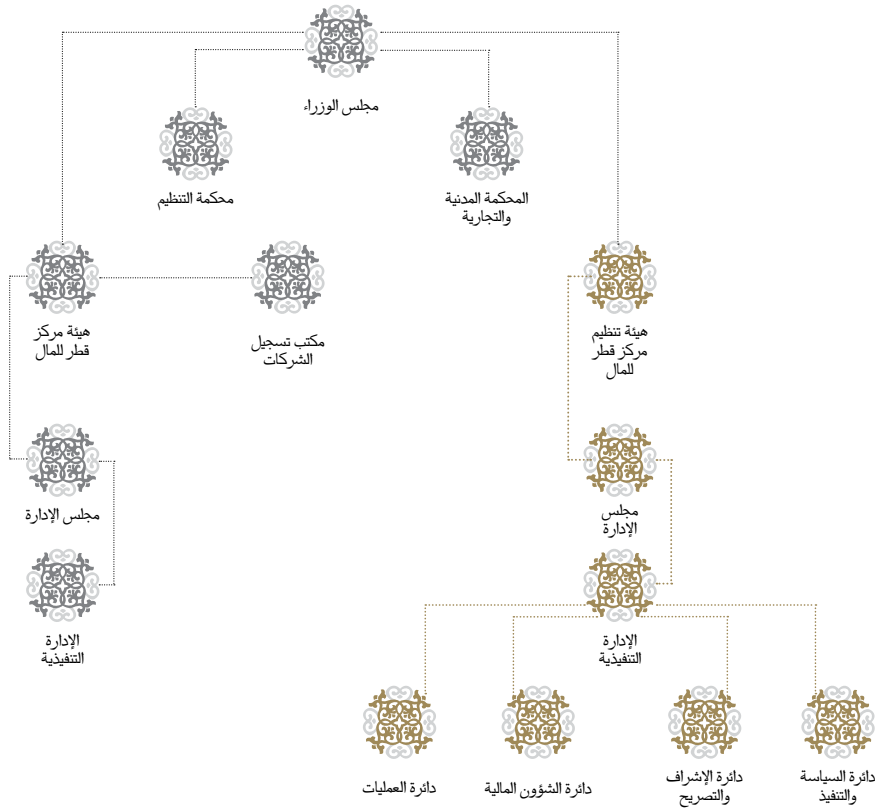 مجلس الوزراء
المحكمة المدنية
والتجارية
محكمة التنظيم
هيئة تنظيم
مركز قطر
للمال
مكتب تسجيل
الشركات
هيئة مركز
قطر للمال
مجلس
الإدارة
مجلس الإدارة
الإدارة
التنفيذية
الإدارة
التنفيذية
دائرة السياسة
والتنفيذ
دائرة الإشراف
والتصريح
دائرة الشؤون المالية
دائرة العمليات